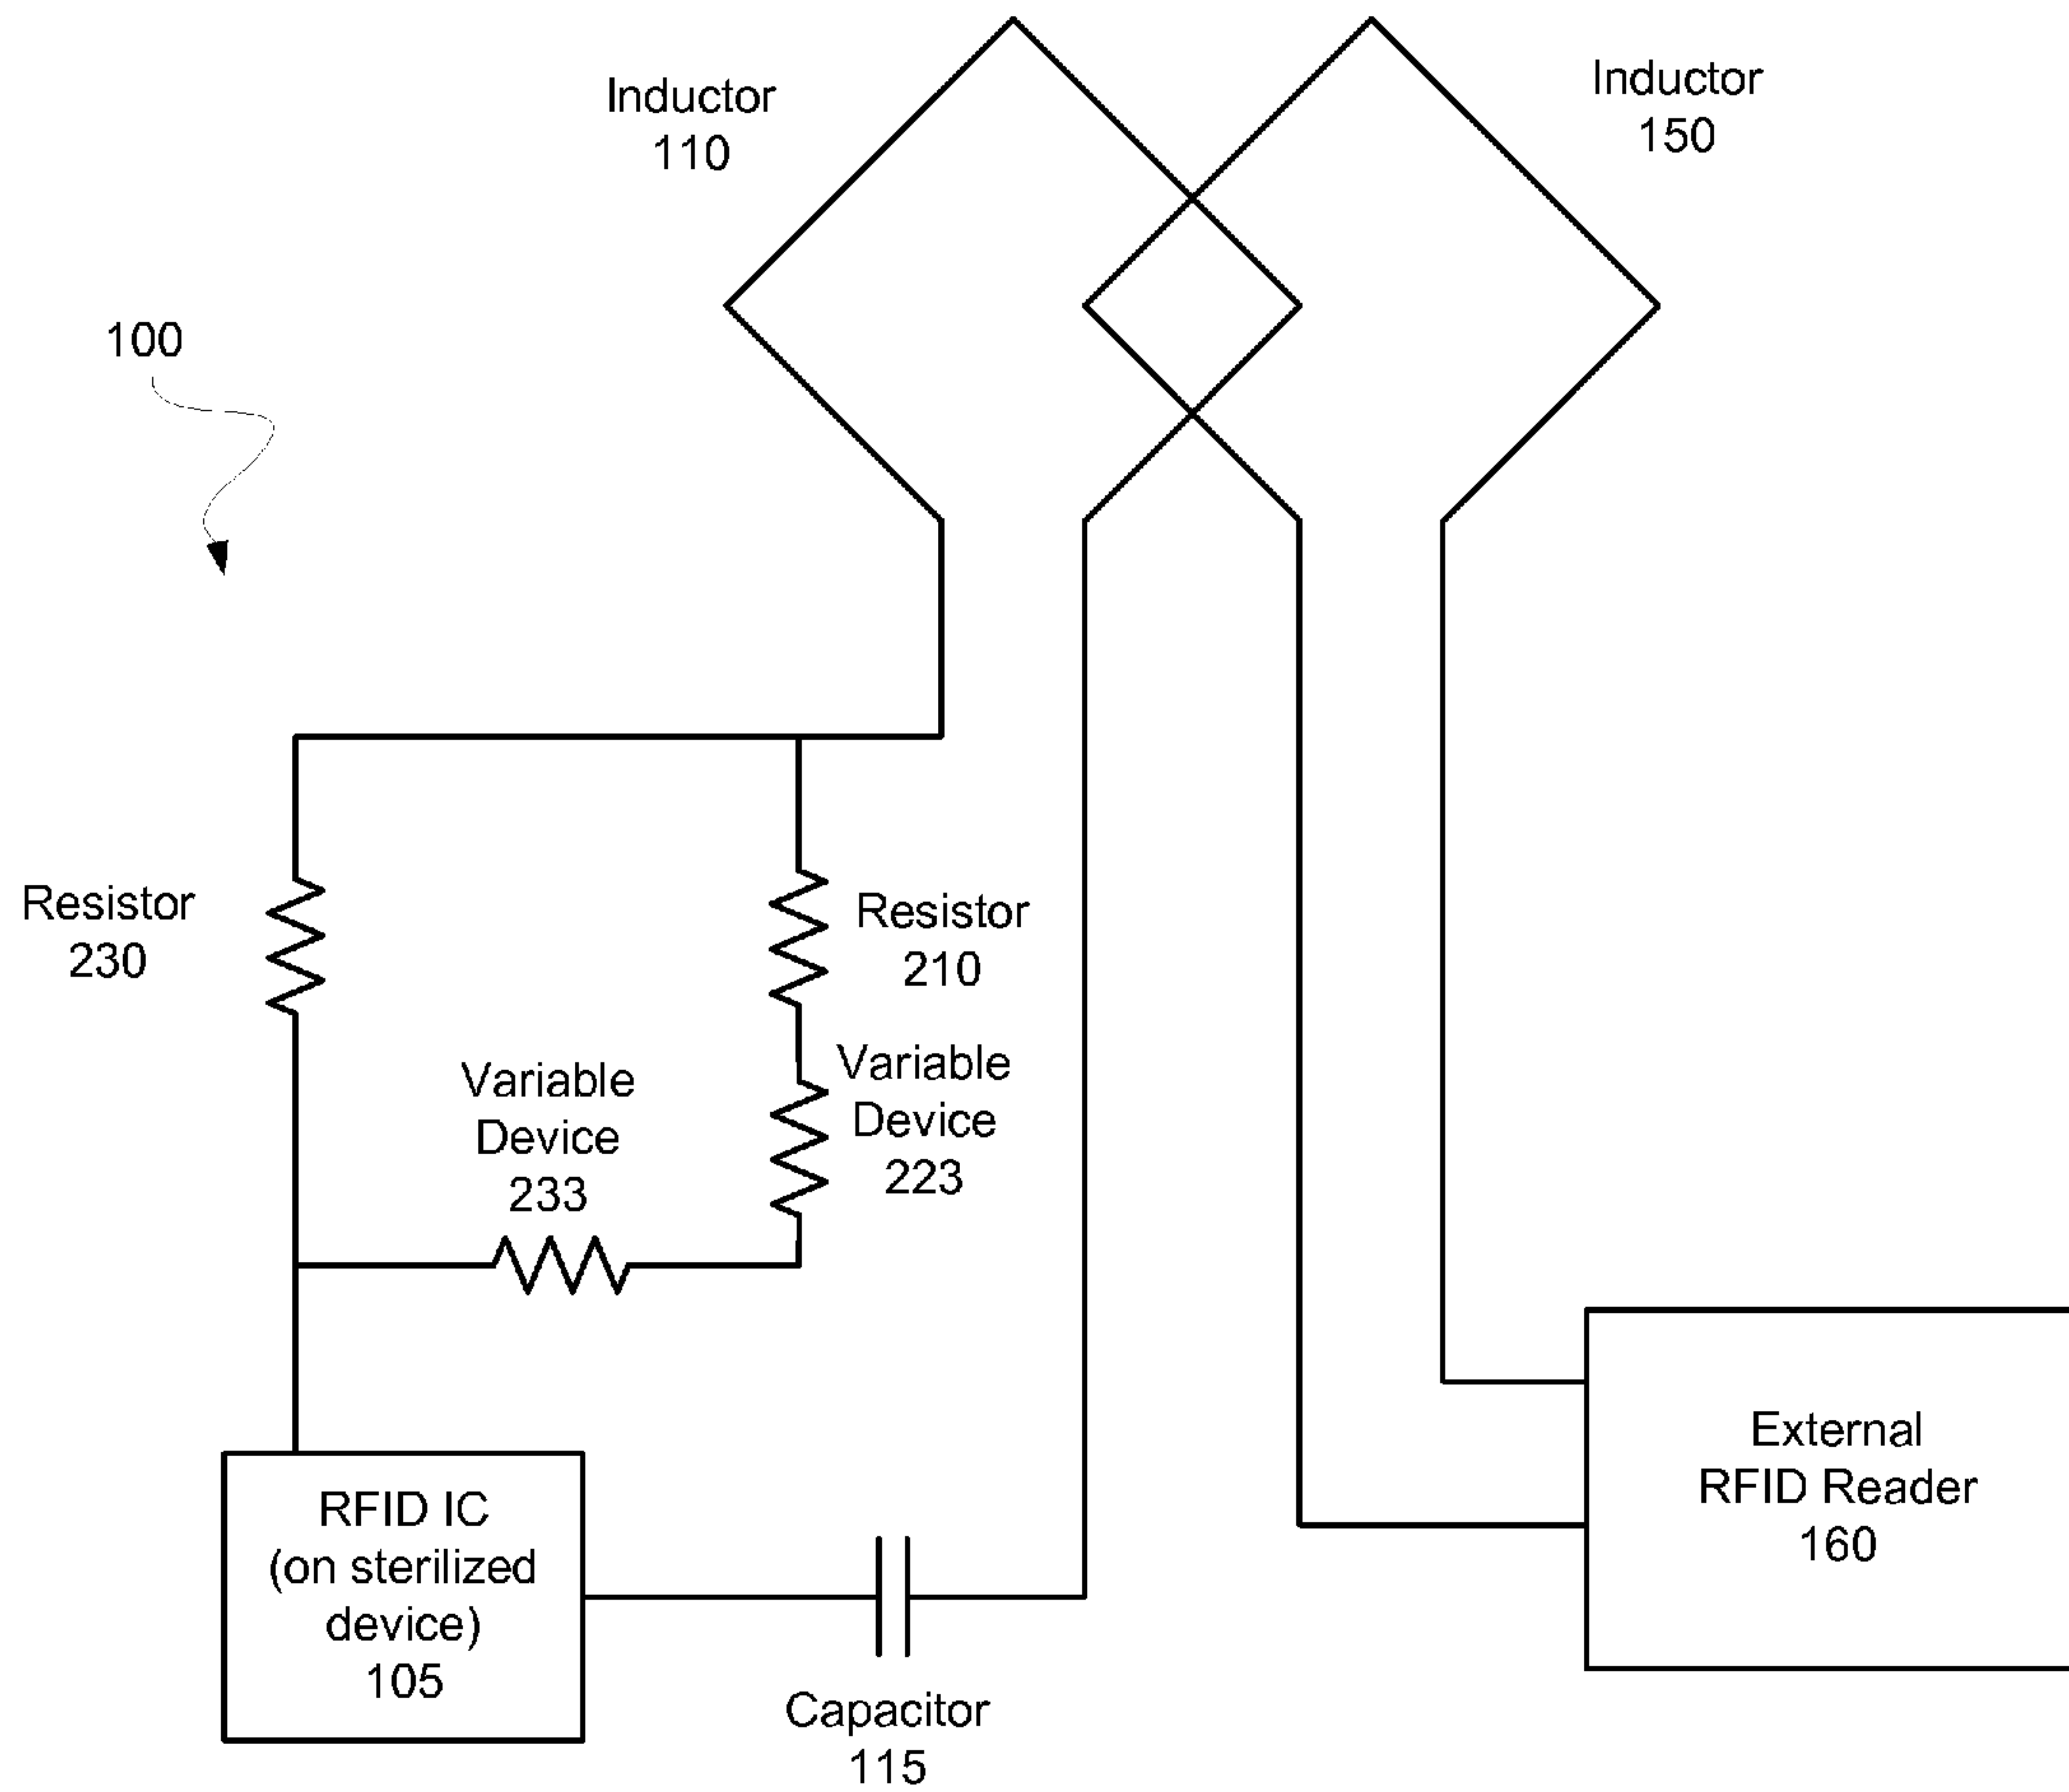 Inductor
110
Inductor
150
100
Resistor
230
Resistor
210
Variable
Device
233
Variable
Device
223
RFID IC
(on sterilized
device)
105
Capacitor
115
External
RFID Reader
160